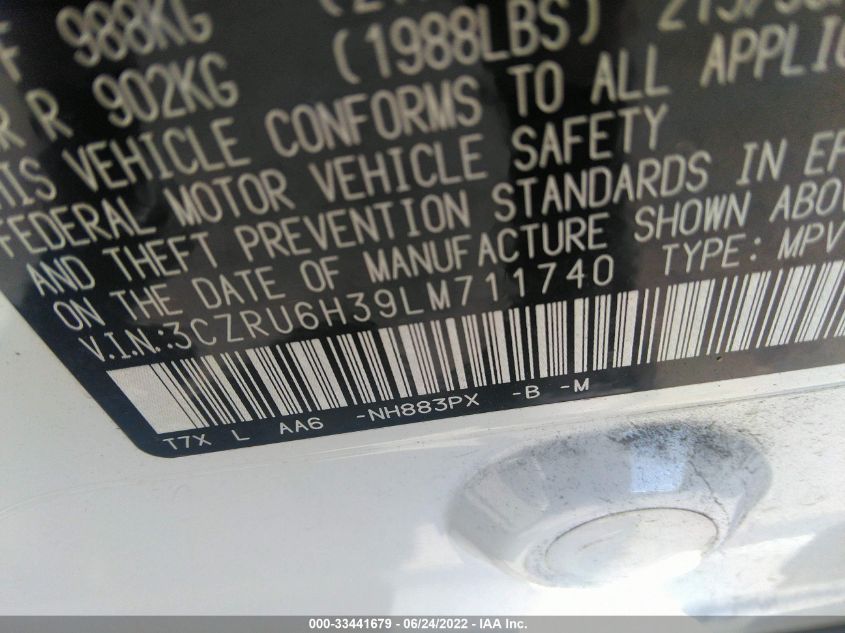 F 988KG
R R 902KG (1988LBS)
THIS VEHICLE CONFORMS TO ALL APPLIC
FEDERAL MOTOR VEHICLE SAFETY
AND THEFT PREVENTION STANDARDS IN EF
ON THE DATE OF MANUFACTURE SHOWN ABOV
V.I.N:3CZRU6H39LM711740 TYPE: MPV
T7X L AA6 -NH883PX -B -M
000-33441679 - 06/24/2022 - IAA Inc.